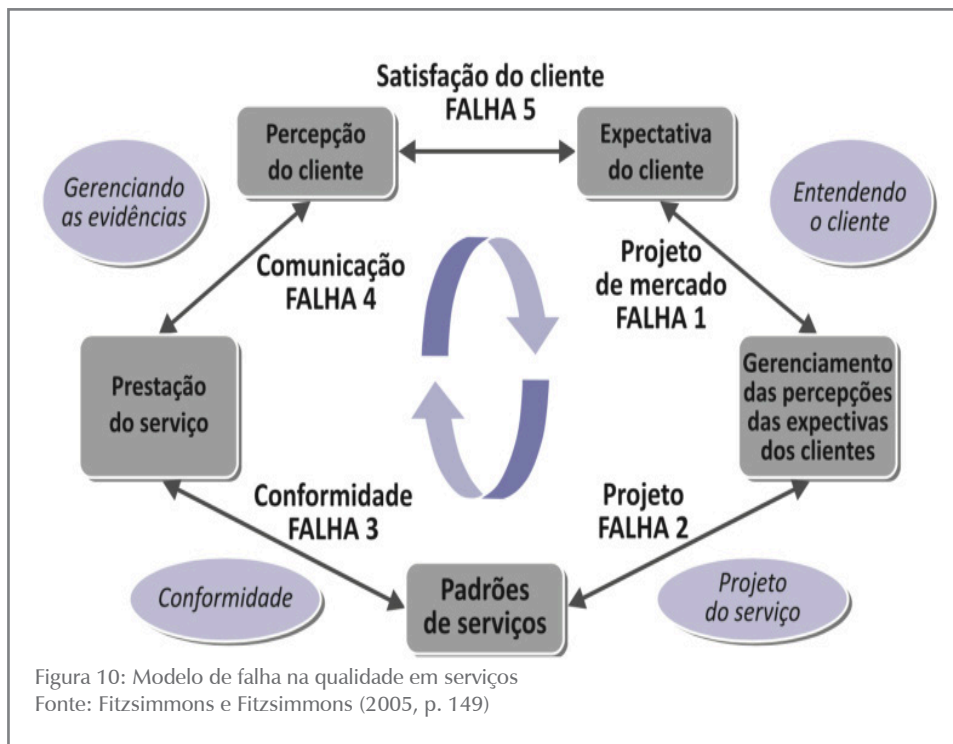 Satisfação do cliente
FALHA 5
Percepção
do cliente
Expectativa
do cliente
Gerenciando
as evidências
Entendendo
o cliente
Comunicação
FALHA 4
Projeto
de mercado
FALHA 1
Prestação
do serviço
Gerenciamento
das percepções
das expectivas
dos clientes
Conformidade
FALHA 3
Projeto
FALHA 2
Conformidade
Padrões
de serviços
Projeto
do serviço
Figura 10: Modelo de falha na qualidade em serviços
Fonte: Fitzsimmons e Fitzsimmons (2005, p. 149)